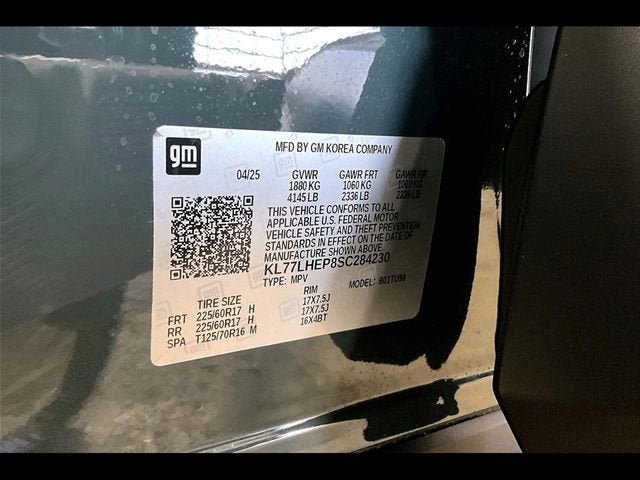 gm
MFD BY GM KOREA COMPANY
04/25 GVWR GAWR FRT GAWR RR
1880 KG 1060 KG 1060 KG
4145 LB 2336 LB 2336 LB
THIS VEHICLE CONFORMS TO ALL
APPLICABLE U.S. FEDERAL MOTOR
VEHICLE SAFETY AND THEFT PREVENTION
STANDARDS IN EFFECT ON THE DATE OF
MANUFACTURE SHOWN ABOVE.
KL77LHEP8SC284230
TYPE: MPV MODEL: 801TU58
TIRE SIZE RIM
FRT 225/60R17 H 17X7.5J
RR 225/60R17 H 17X7.5J
SPA T125/70R16 M 16X4BT